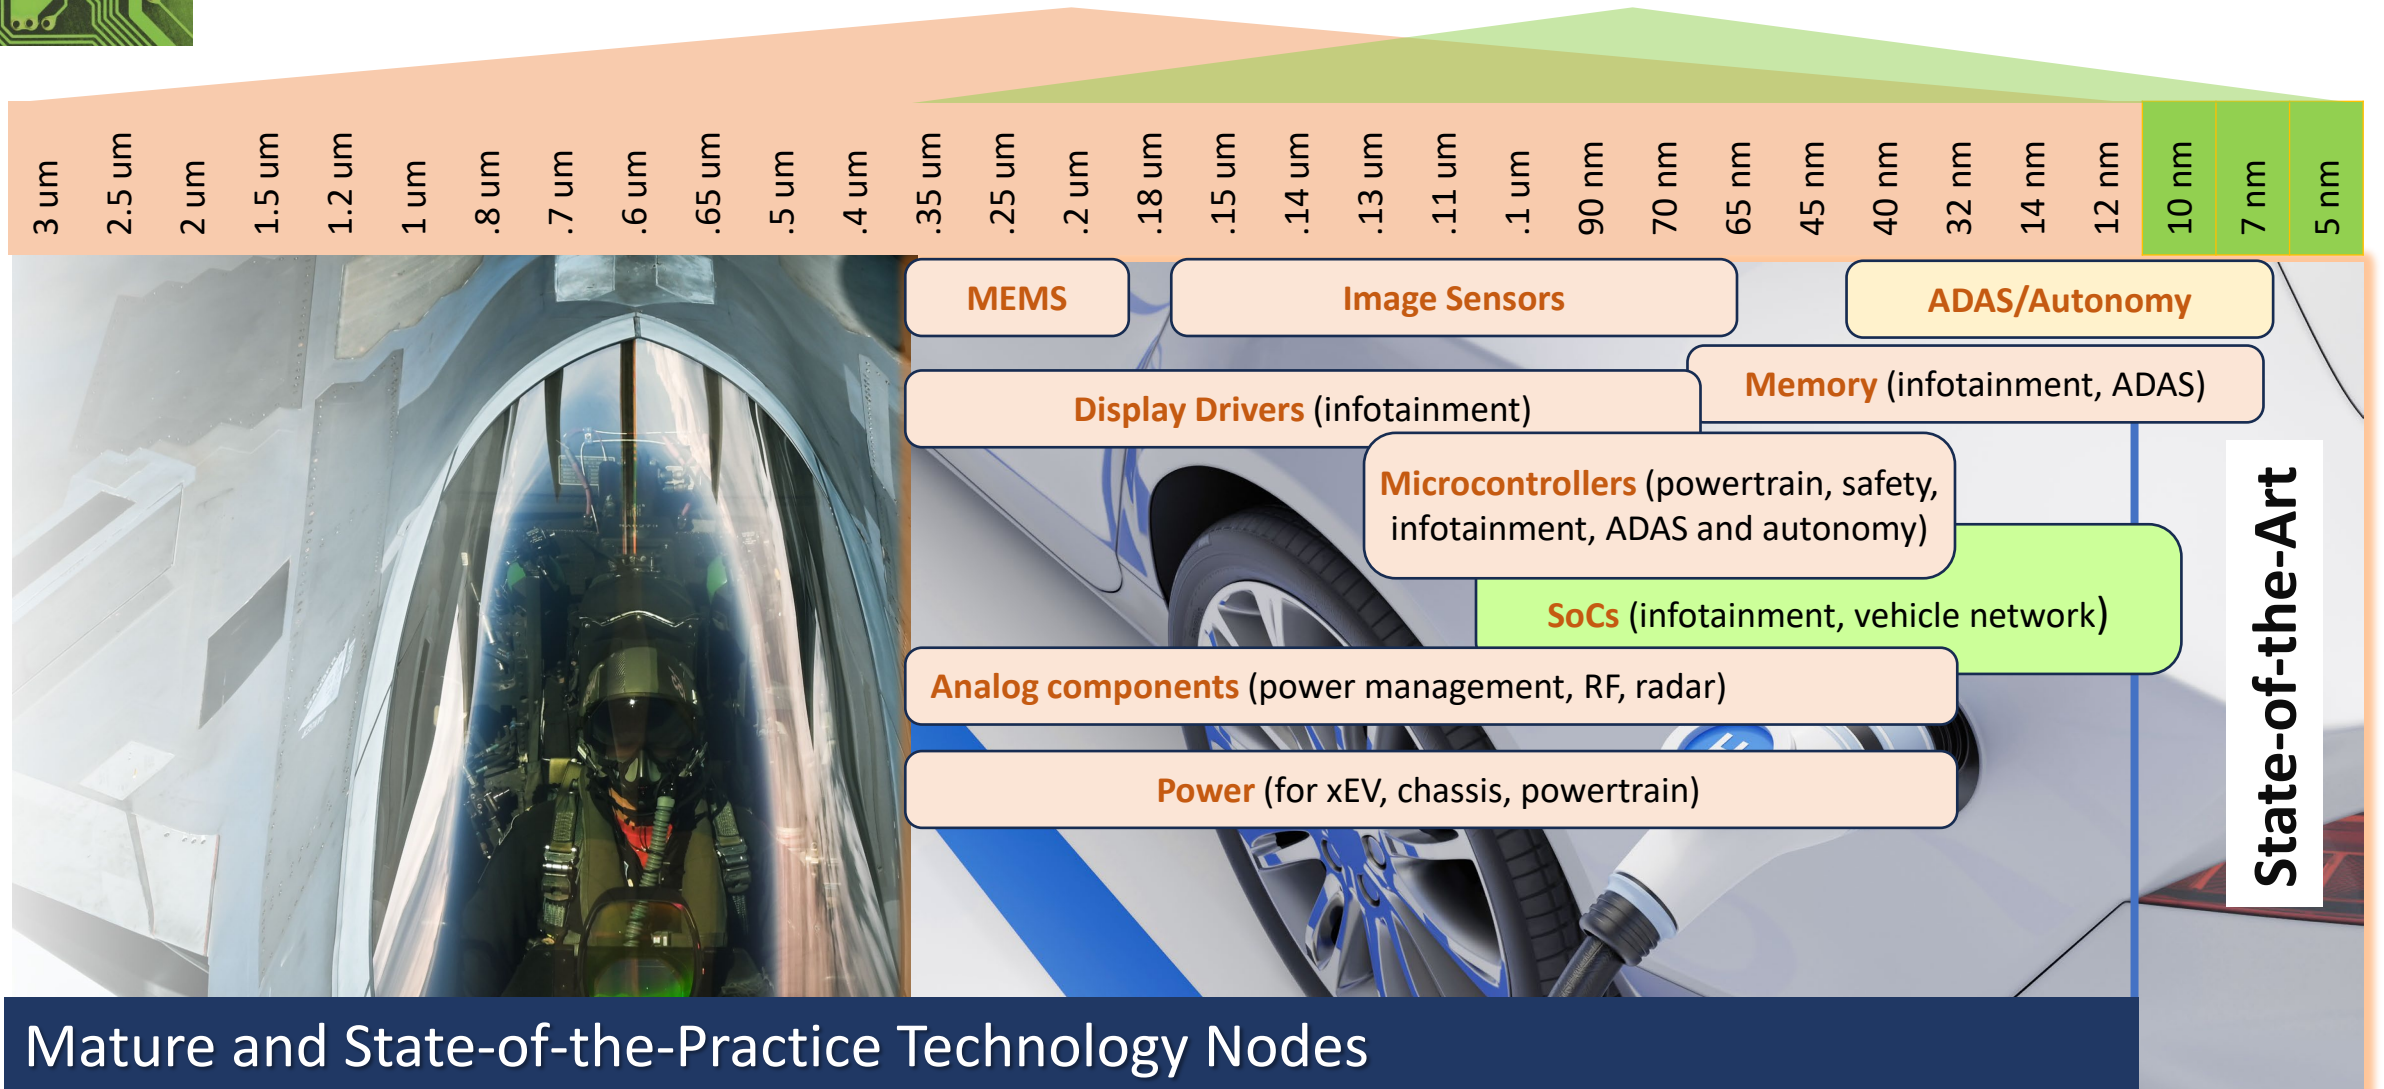 3 um
2.5 um
2 um
1.5 um
1.2 um
1 um
.8 um
.7 um
.6 um
.65 um
.5 um
.4 um
.35 um
.25 um
.2 um
.18 um
.15 um
.14 um
.13 um
.11 um
.1 um
90 nm
70 nm
65 nm
45 nm
40 nm
32 nm
14 nm
12 nm
10 nm
7 nm
5 nm
MEMS
Image Sensors
ADAS/Autonomy
Memory (infotainment, ADAS)
Display Drivers (infotainment)
Microcontrollers (powertrain, safety,
infotainment, ADAS and autonomy)
SoCs (infotainment, vehicle network)
Analog components (power management, RF, radar)
Power (for xEV, chassis, powertrain)
State-of-the-Art
Mature and State-of-the-Practice Technology Nodes